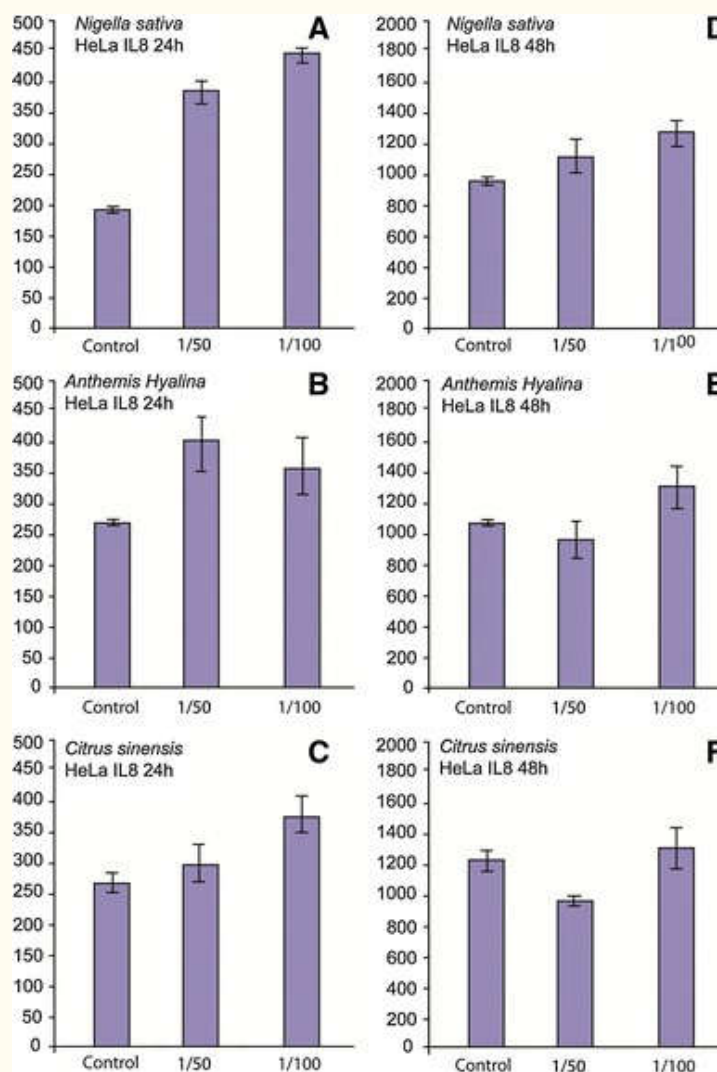 Nigella sativa
HeLa IL8 24h
A
500
450
400
350
300
250
200
150
100
50
0
Control 1/50 1/100
Nigella sativa
HeLa IL8 48h
D
2000
1800
1600
1400
1200
1000
800
600
400
200
0
Control 1/50 1/100
Anthemis Hyalina
HeLa IL8 24h
B
500
450
400
350
300
250
200
150
100
50
0
Control 1/50 1/100
Anthemis Hyalina
HeLa IL8 48h
E
2000
1800
1600
1400
1200
1000
800
600
400
200
0
Control 1/50 1/100
Citrus sinensis
HeLa IL8 24h
C
500
450
400
350
300
250
200
150
100
50
0
Control 1/50 1/100
Citrus sinensis
HeLa IL8 48h
F
2000
1800
1600
1400
1200
1000
800
600
400
200
0
Control 1/50 1/100